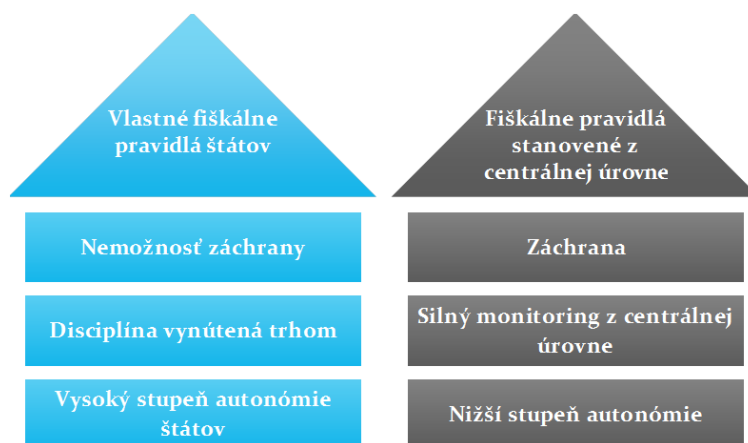 Vlastné fiškálne
pravidlá štátov
Nemožnosť záchrany
Disciplína vynútená trhom
Vysoký stupeň autonómie
štátov
Fiškálne pravidlá
stanovené z
centrálnej úrovne
Záchrana
Silný monitoring z centrálnej
úrovne
Nižší stupeň autonómie